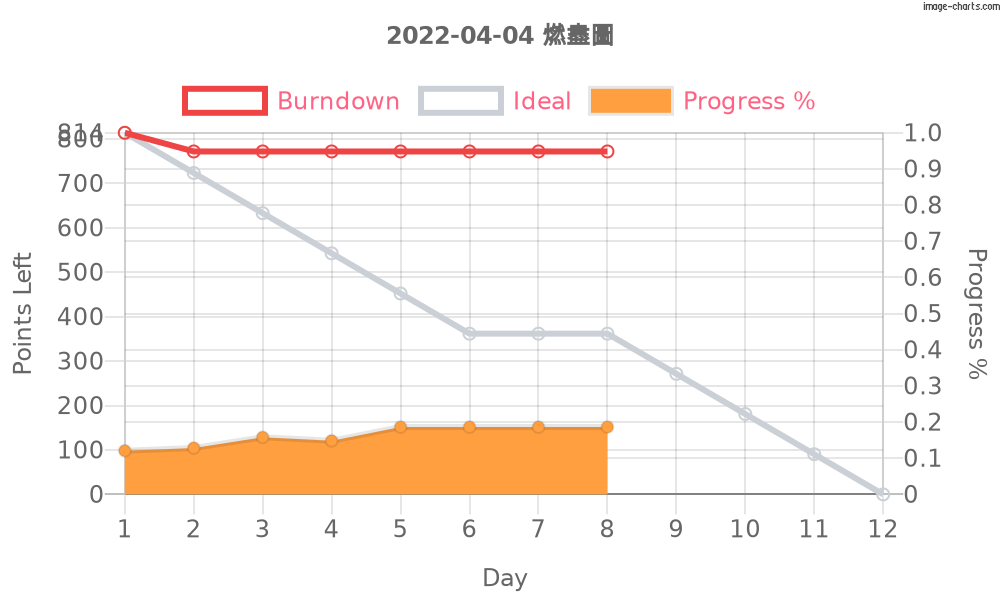 image-charts.com
2022-04-04 燃盡圖
Burndown Ideal Progress %
814 1.0
800
0.9
700
0.8
600
0.7
500
0.6
400
0.5
300
0.4
0.3
200
0.2
100
0.1
0 0
Points Left
Progress %
1 2 3 4 5 6 7 8 9 10 11 12
Day